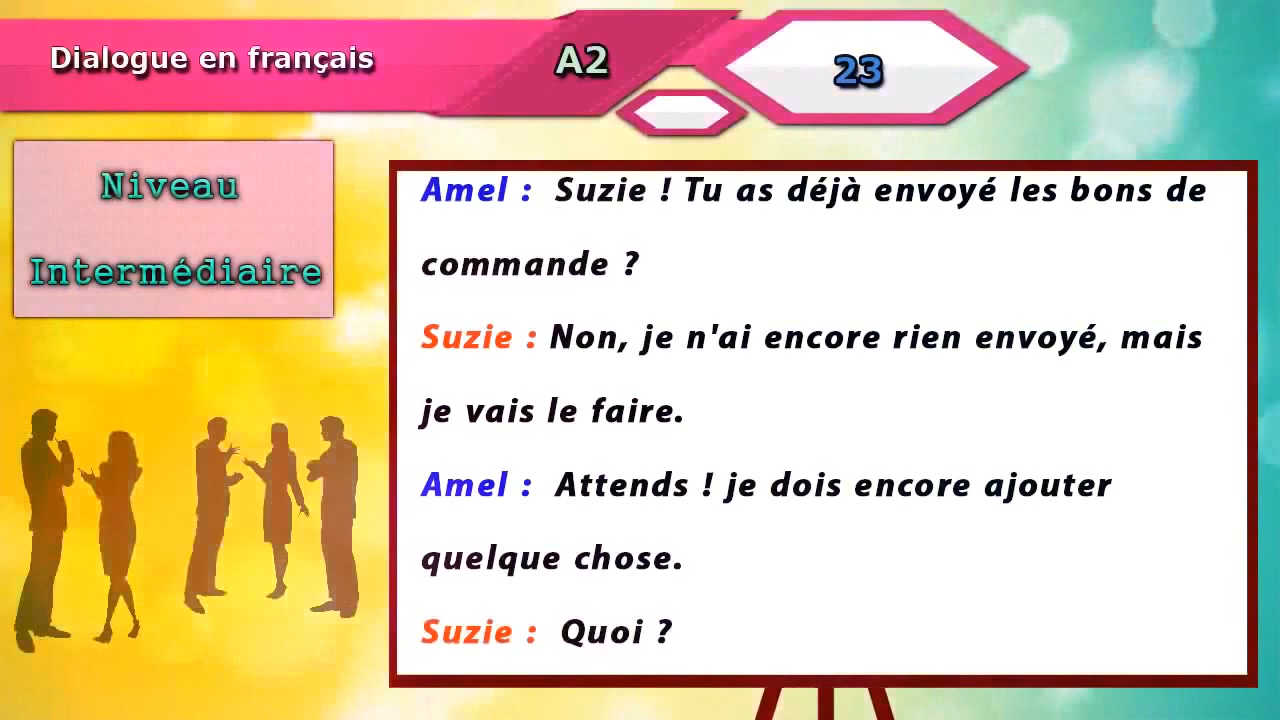 Dialogue en français
A2
23
Niveau
Intermédiaire
Amel : Suzie ! Tu as déjà envoyé les bons de
commande ?
Suzie : Non, je n'ai encore rien envoyé, mais
je vais le faire.
Amel : Attends ! je dois encore ajouter
quelque chose.
Suzie : Quoi ?